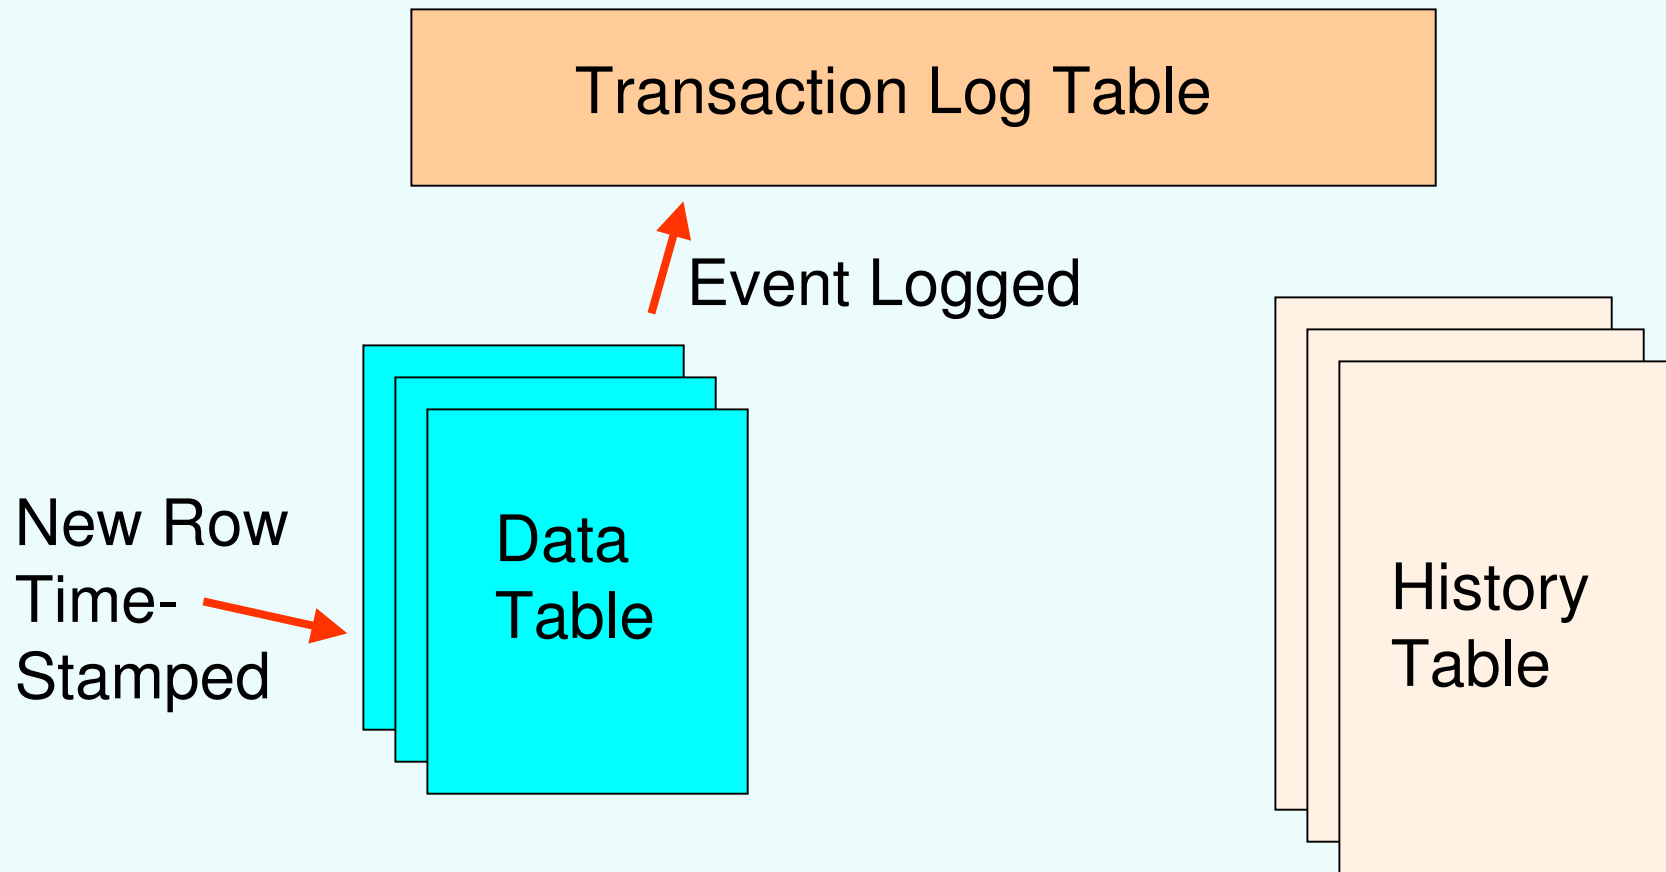 Transaction Log Table
Event Logged
New Row
Time-
Stamped
Data
Table
History
Table